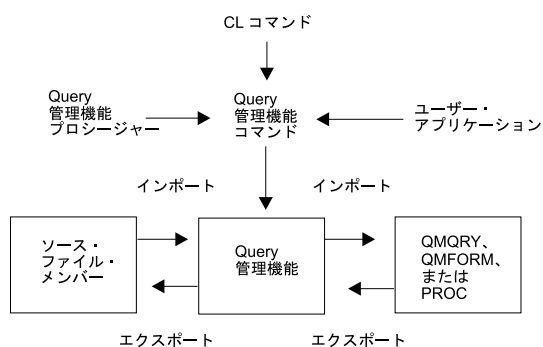 CL コマンド
Query
管理機能
プロシージャー
Query
管理機能
コマンド
ユーザー・
アプリケーション
インポート
インポート
ソース・
ファイル・
メンバー
Query
管理機能
QMQRY、
QMFORM、
または
PROC
エクスポート
エクスポート